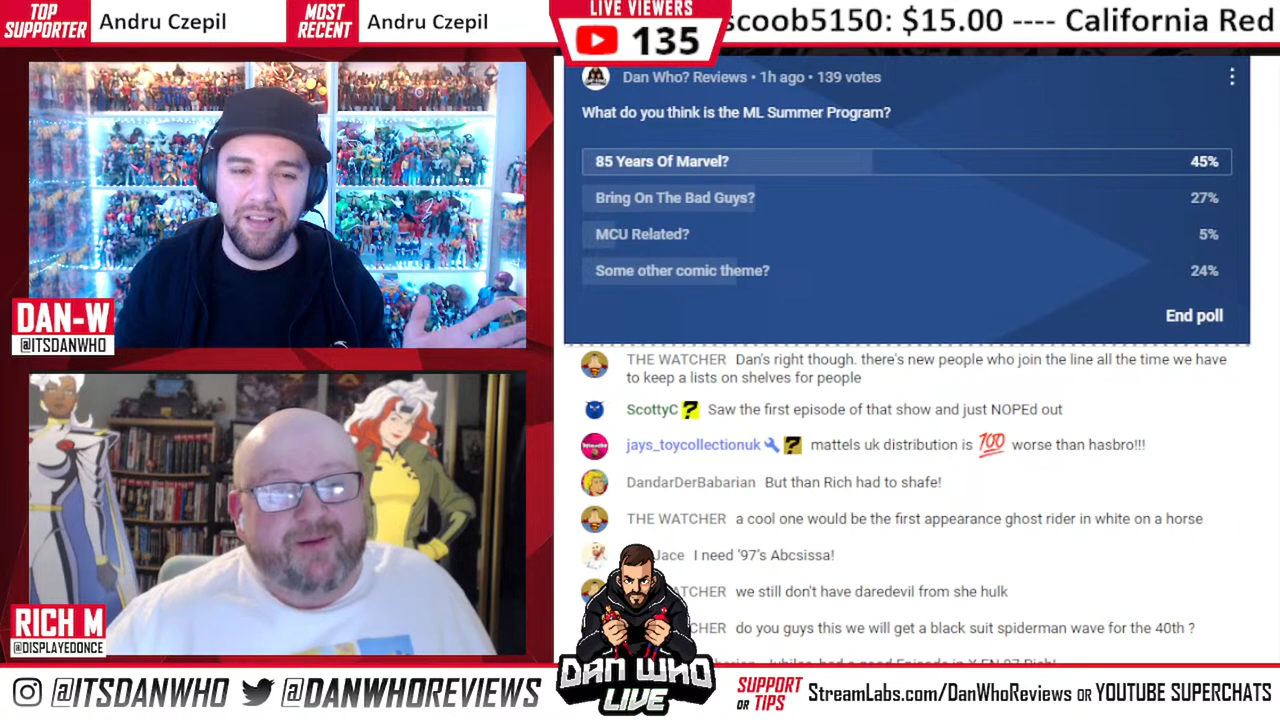 TOP SUPPORTER
Andru Czepil
MOST RECENT
Andru Czepil
LIVE VIEWERS
135
scoob5150: $15.00 ---- California Red
Dan Who? Reviews • 1h ago • 139 votes
What do you think is the ML Summer Program?
85 Years Of Marvel? 45%
Bring On The Bad Guys? 27%
MCU Related? 5%
Some other comic theme? 24%
End poll
THE WATCHER Dan's right though. there's new people who join the line all the time we have
to keep a lists on shelves for people
ScottyC ? Saw the first episode of that show and just NOPEd out
jays_toycollectionuk ? mattels uk distribution is 💯 worse than hasbro!!!
DandarDerBabarian But than Rich had to shafe!
THE WATCHER a cool one would be the first appearance ghost rider in white on a horse
Jace I need '97's Abcsissa!
TCHER we still don't have daredevil from she hulk
CHER do you guys this we will get a black suit spiderman wave for the 40th ?
DAN-W
@ITSDANWHO
RICH M
@DISPLAYEDONCE
DAN WHO
LIVE
@ITSDANWHO
@DANWHOREVIEWS
SUPPORT OR TIPS
StreamLabs.com/DanWhoReviews OR YOUTUBE SUPERCHATS